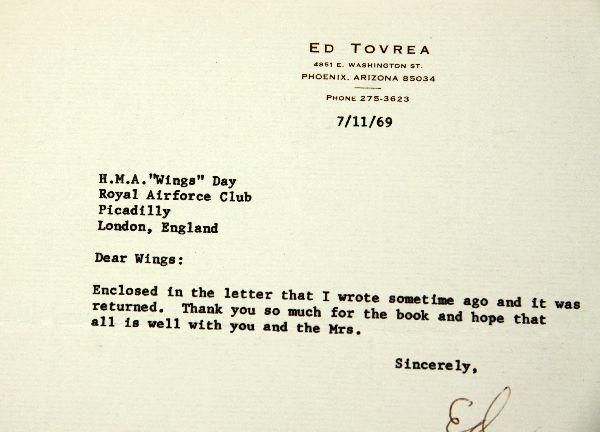 ED TOVREA
4851 E. WASHINGTON ST.
PHOENIX, ARIZONA 85034
PHONE 275-3623
7/11/69
H.M.A."Wings" Day
Royal Airforce Club
Picadilly
London, England
Dear Wings:
Enclosed in the letter that I wrote sometime ago and it was
returned. Thank you so much for the book and hope that
all is well with you and the Mrs.
Sincerely,
Ed